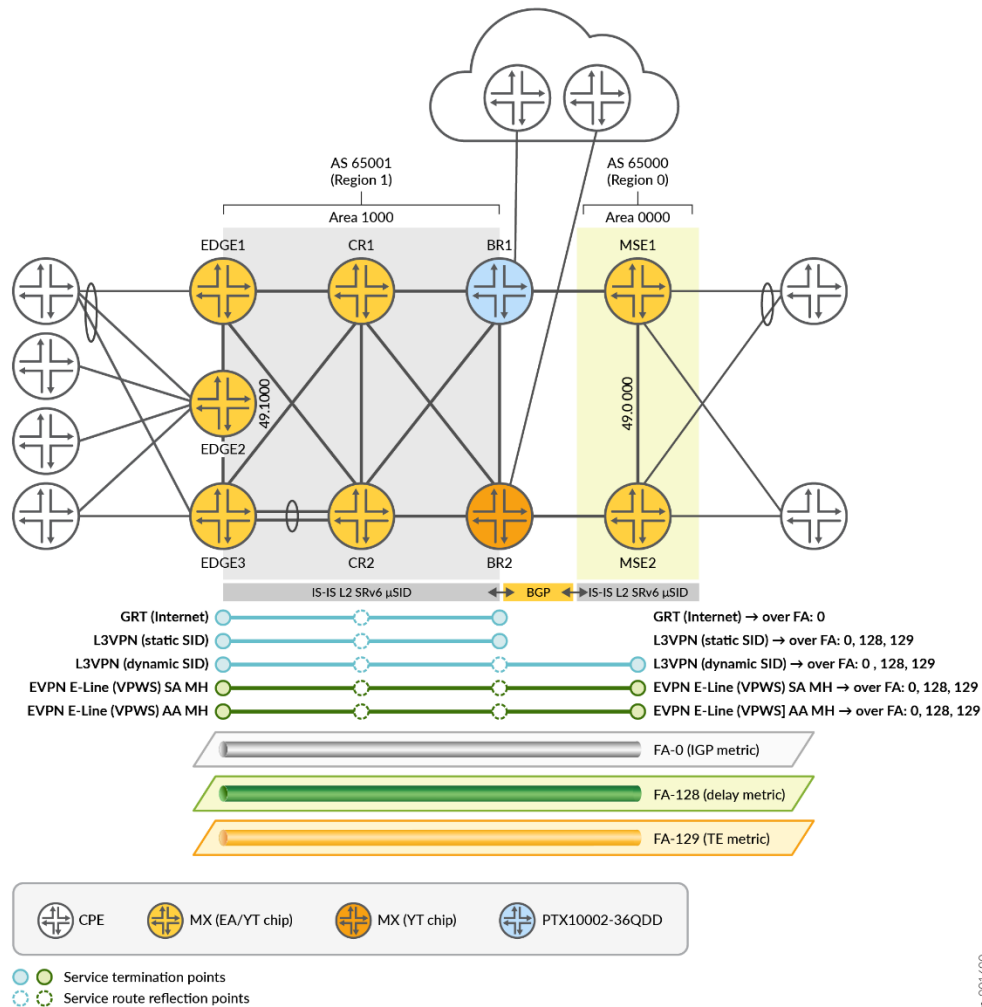 AS 65001
(Region 1)
AS 65000
(Region 0)
Area 1000
Area 0000
EDGE1
CR1
BR1
MSE1
49.1000
49.0 000
EDGE2
EDGE3
CR2
BR2
MSE2
IS-IS L2 SRv6 µSID
BGP
IS-IS L2 SRv6 µSID
GRT (Internet)
GRT (Internet) → over FA: 0
L3VPN (static SID)
L3VPN (static SID) → over FA: 0, 128, 129
L3VPN (dynamic SID)
L3VPN (dynamic SID) → over FA: 0 , 128, 129
EVPN E-Line (VPWS) SA MH
EVPN E-Line (VPWS) SA MH → over FA: 0, 128, 129
EVPN E-Line (VPWS) AA MH
EVPN E-Line (VPWS] AA MH → over FA: 0, 128, 129
FA-0 (IGP metric)
FA-128 (delay metric)
FA-129 (TE metric)
CPE
MX (EA/YT chip)
MX (YT chip)
PTX10002-36QDD
Service termination points
Service route reflection points